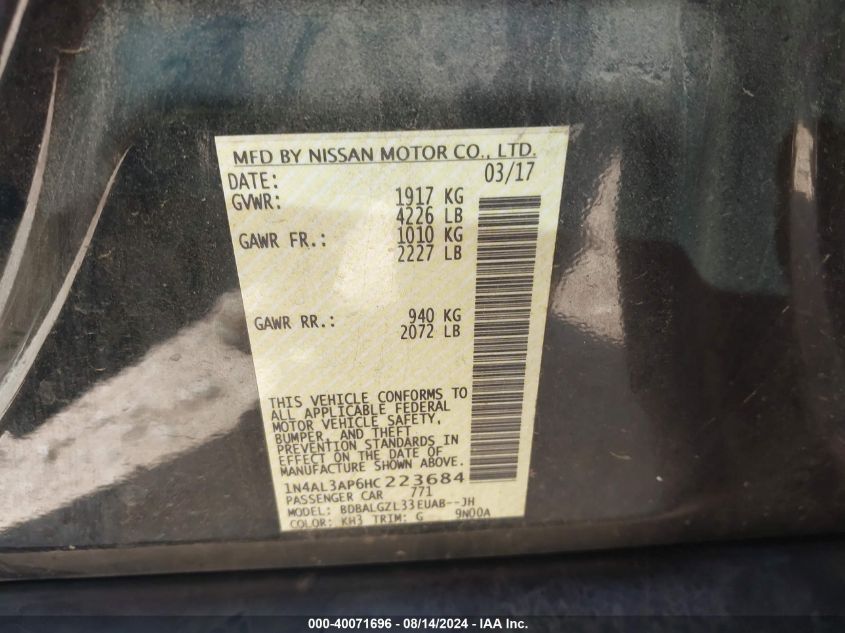 MFD BY NISSAN MOTOR CO., LTD.
DATE: 03/17
GVWR: 1917 KG
4226 LB
GAWR FR.: 1010 KG
2227 LB
GAWR RR.: 940 KG
2072 LB
THIS VEHICLE CONFORMS TO
ALL APPLICABLE FEDERAL
MOTOR VEHICLE SAFETY,
BUMPER, AND THEFT
PREVENTION STANDARDS IN
EFFECT ON THE DATE OF
MANUFACTURE SHOWN ABOVE.
1N4AL3AP6HC223684
PASSENGER CAR 771
MODEL: BDBALGZL33EUAB--JH
COLOR: KH3 TRIM: G 9N00A
000-40071696 - 08/14/2024 - IAA Inc.